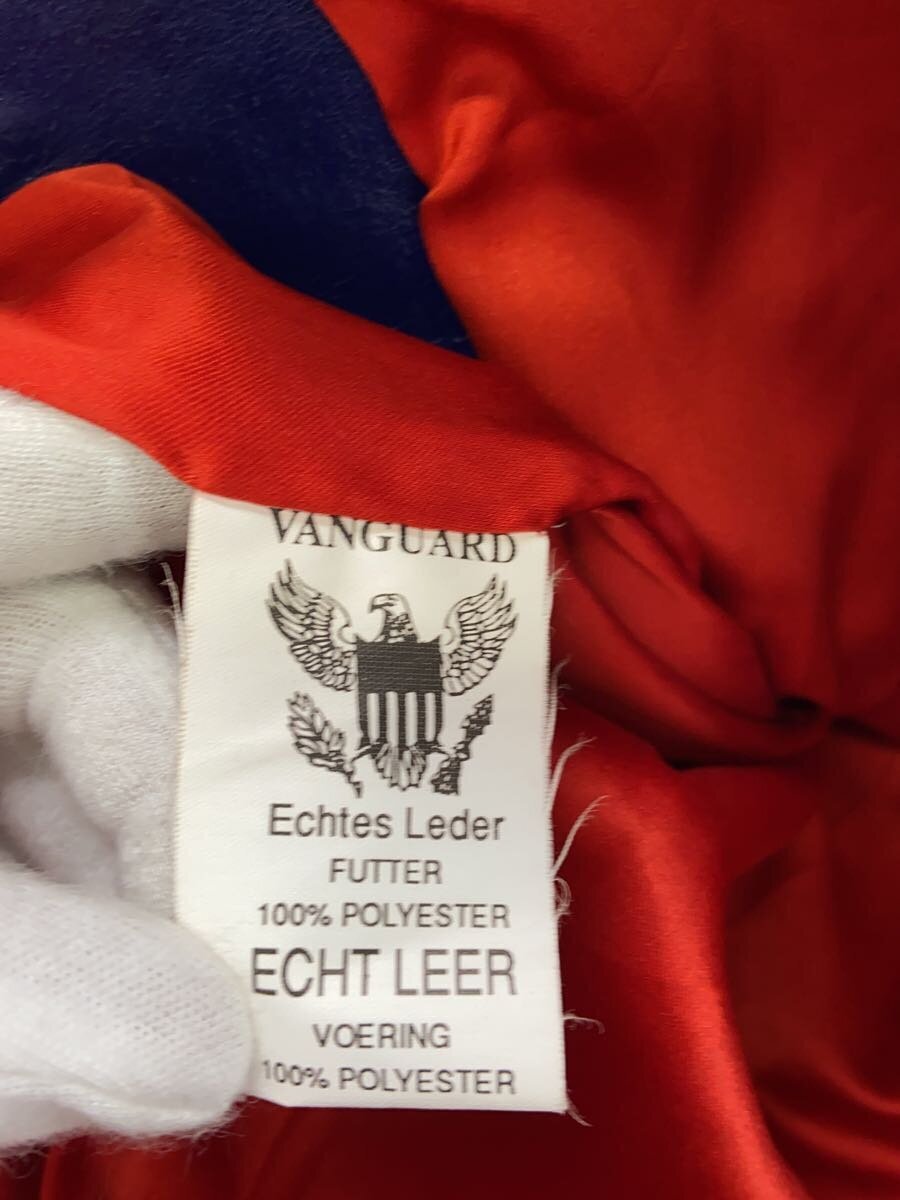 VANGUARD
Echtes Leder
FUTTER
100% POLYESTER
ECHT LEER
VOERING
100% POLYESTER